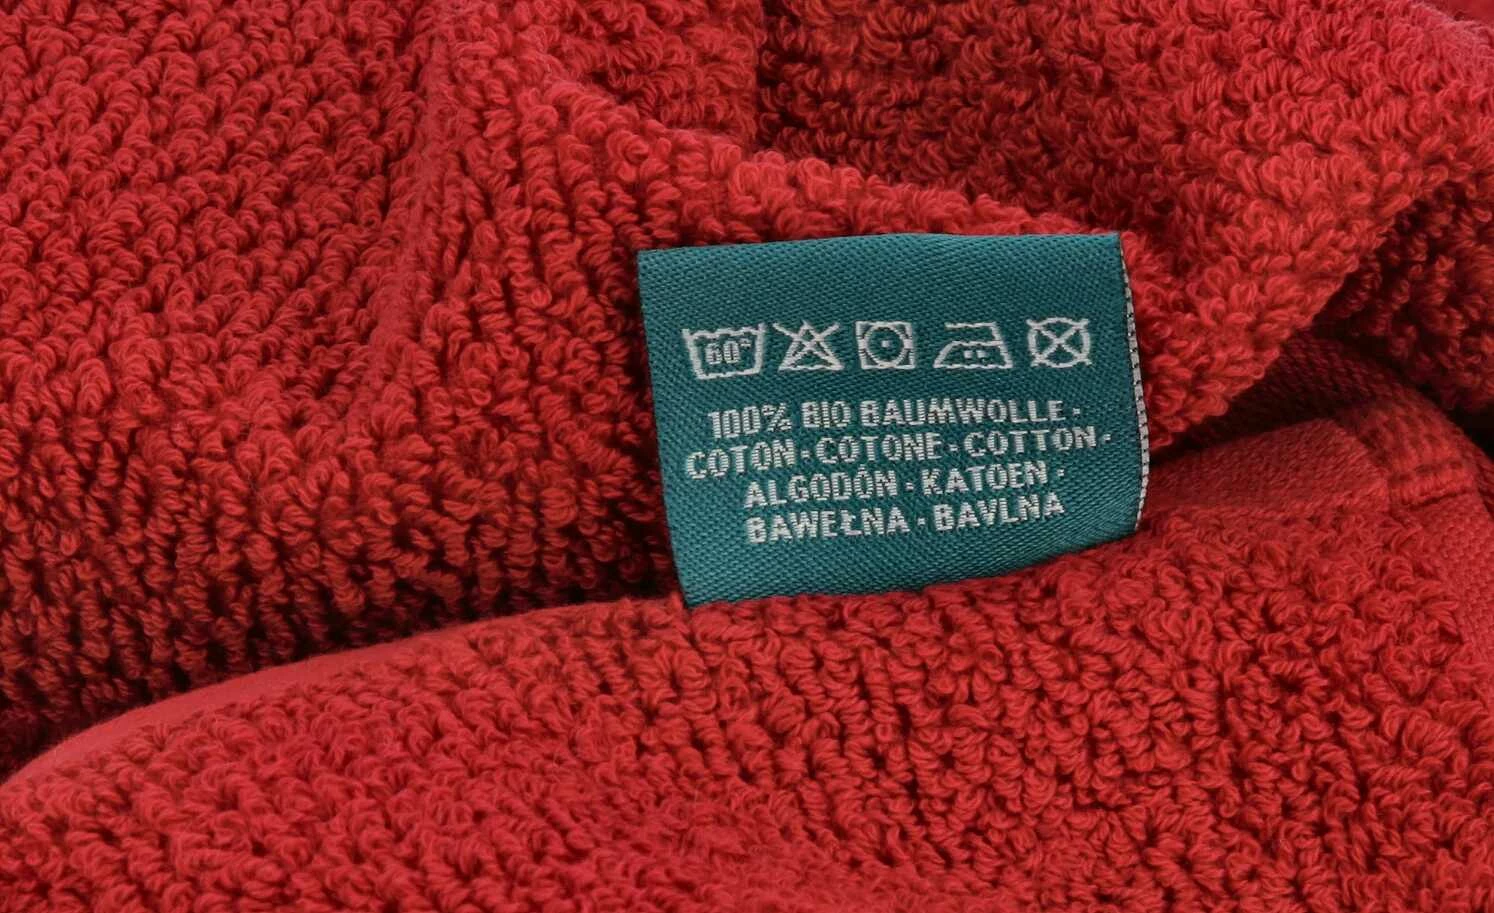 60°
100% BIO BAUMWOLLE ·
COTON · COTONE · COTTON ·
ALGODÓN · KATOEN ·
BAWEŁNA · BAVLNA